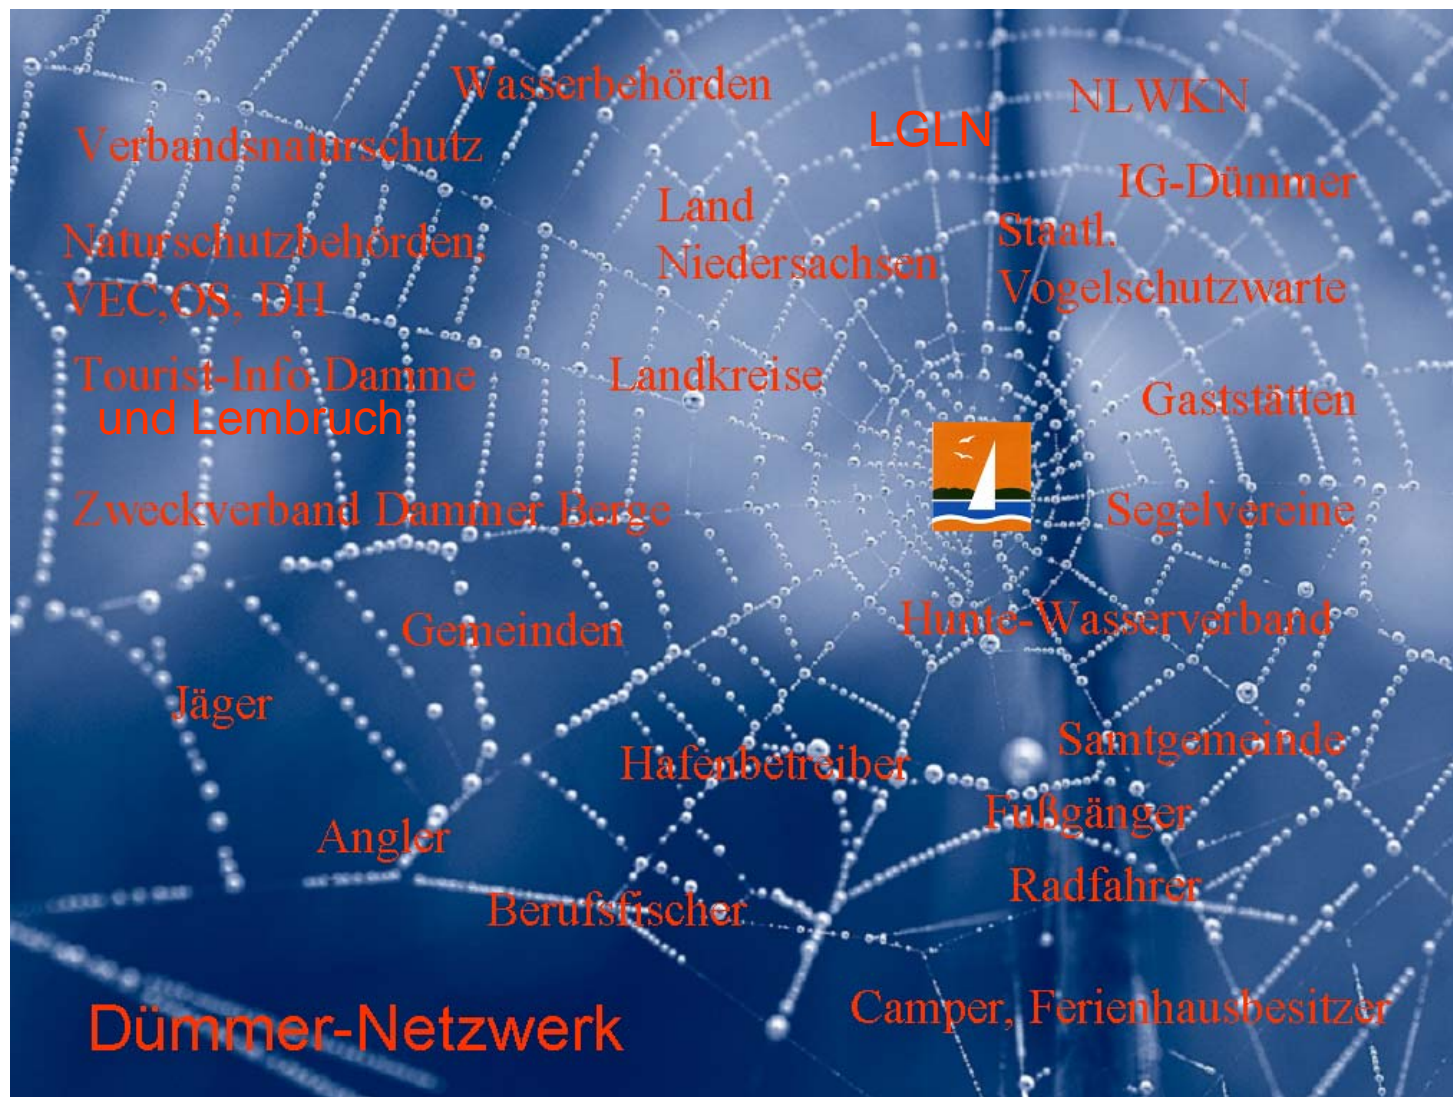 Wasserbehörden
NLWKN
LGLN
Verbandsnaturschutz
IG-Dümmer
Land
Niedersachsen
Staatl.
Vogelschutzwarte
Naturschutzbehörden,
VEC,OS, DH
Tourist-Info Damme
und Lembruch
Landkreise
Gaststätten
Zweckverband Dammer Berge
Segelvereine
Gemeinden
Hunte-Wasserverband
Jäger
Hafenbetreiber
Samtgemeinde
Fußgänger
Angler
Radfahrer
Berufsfischer
Camper, Ferienhausbesitzer
Dümmer-Netzwerk